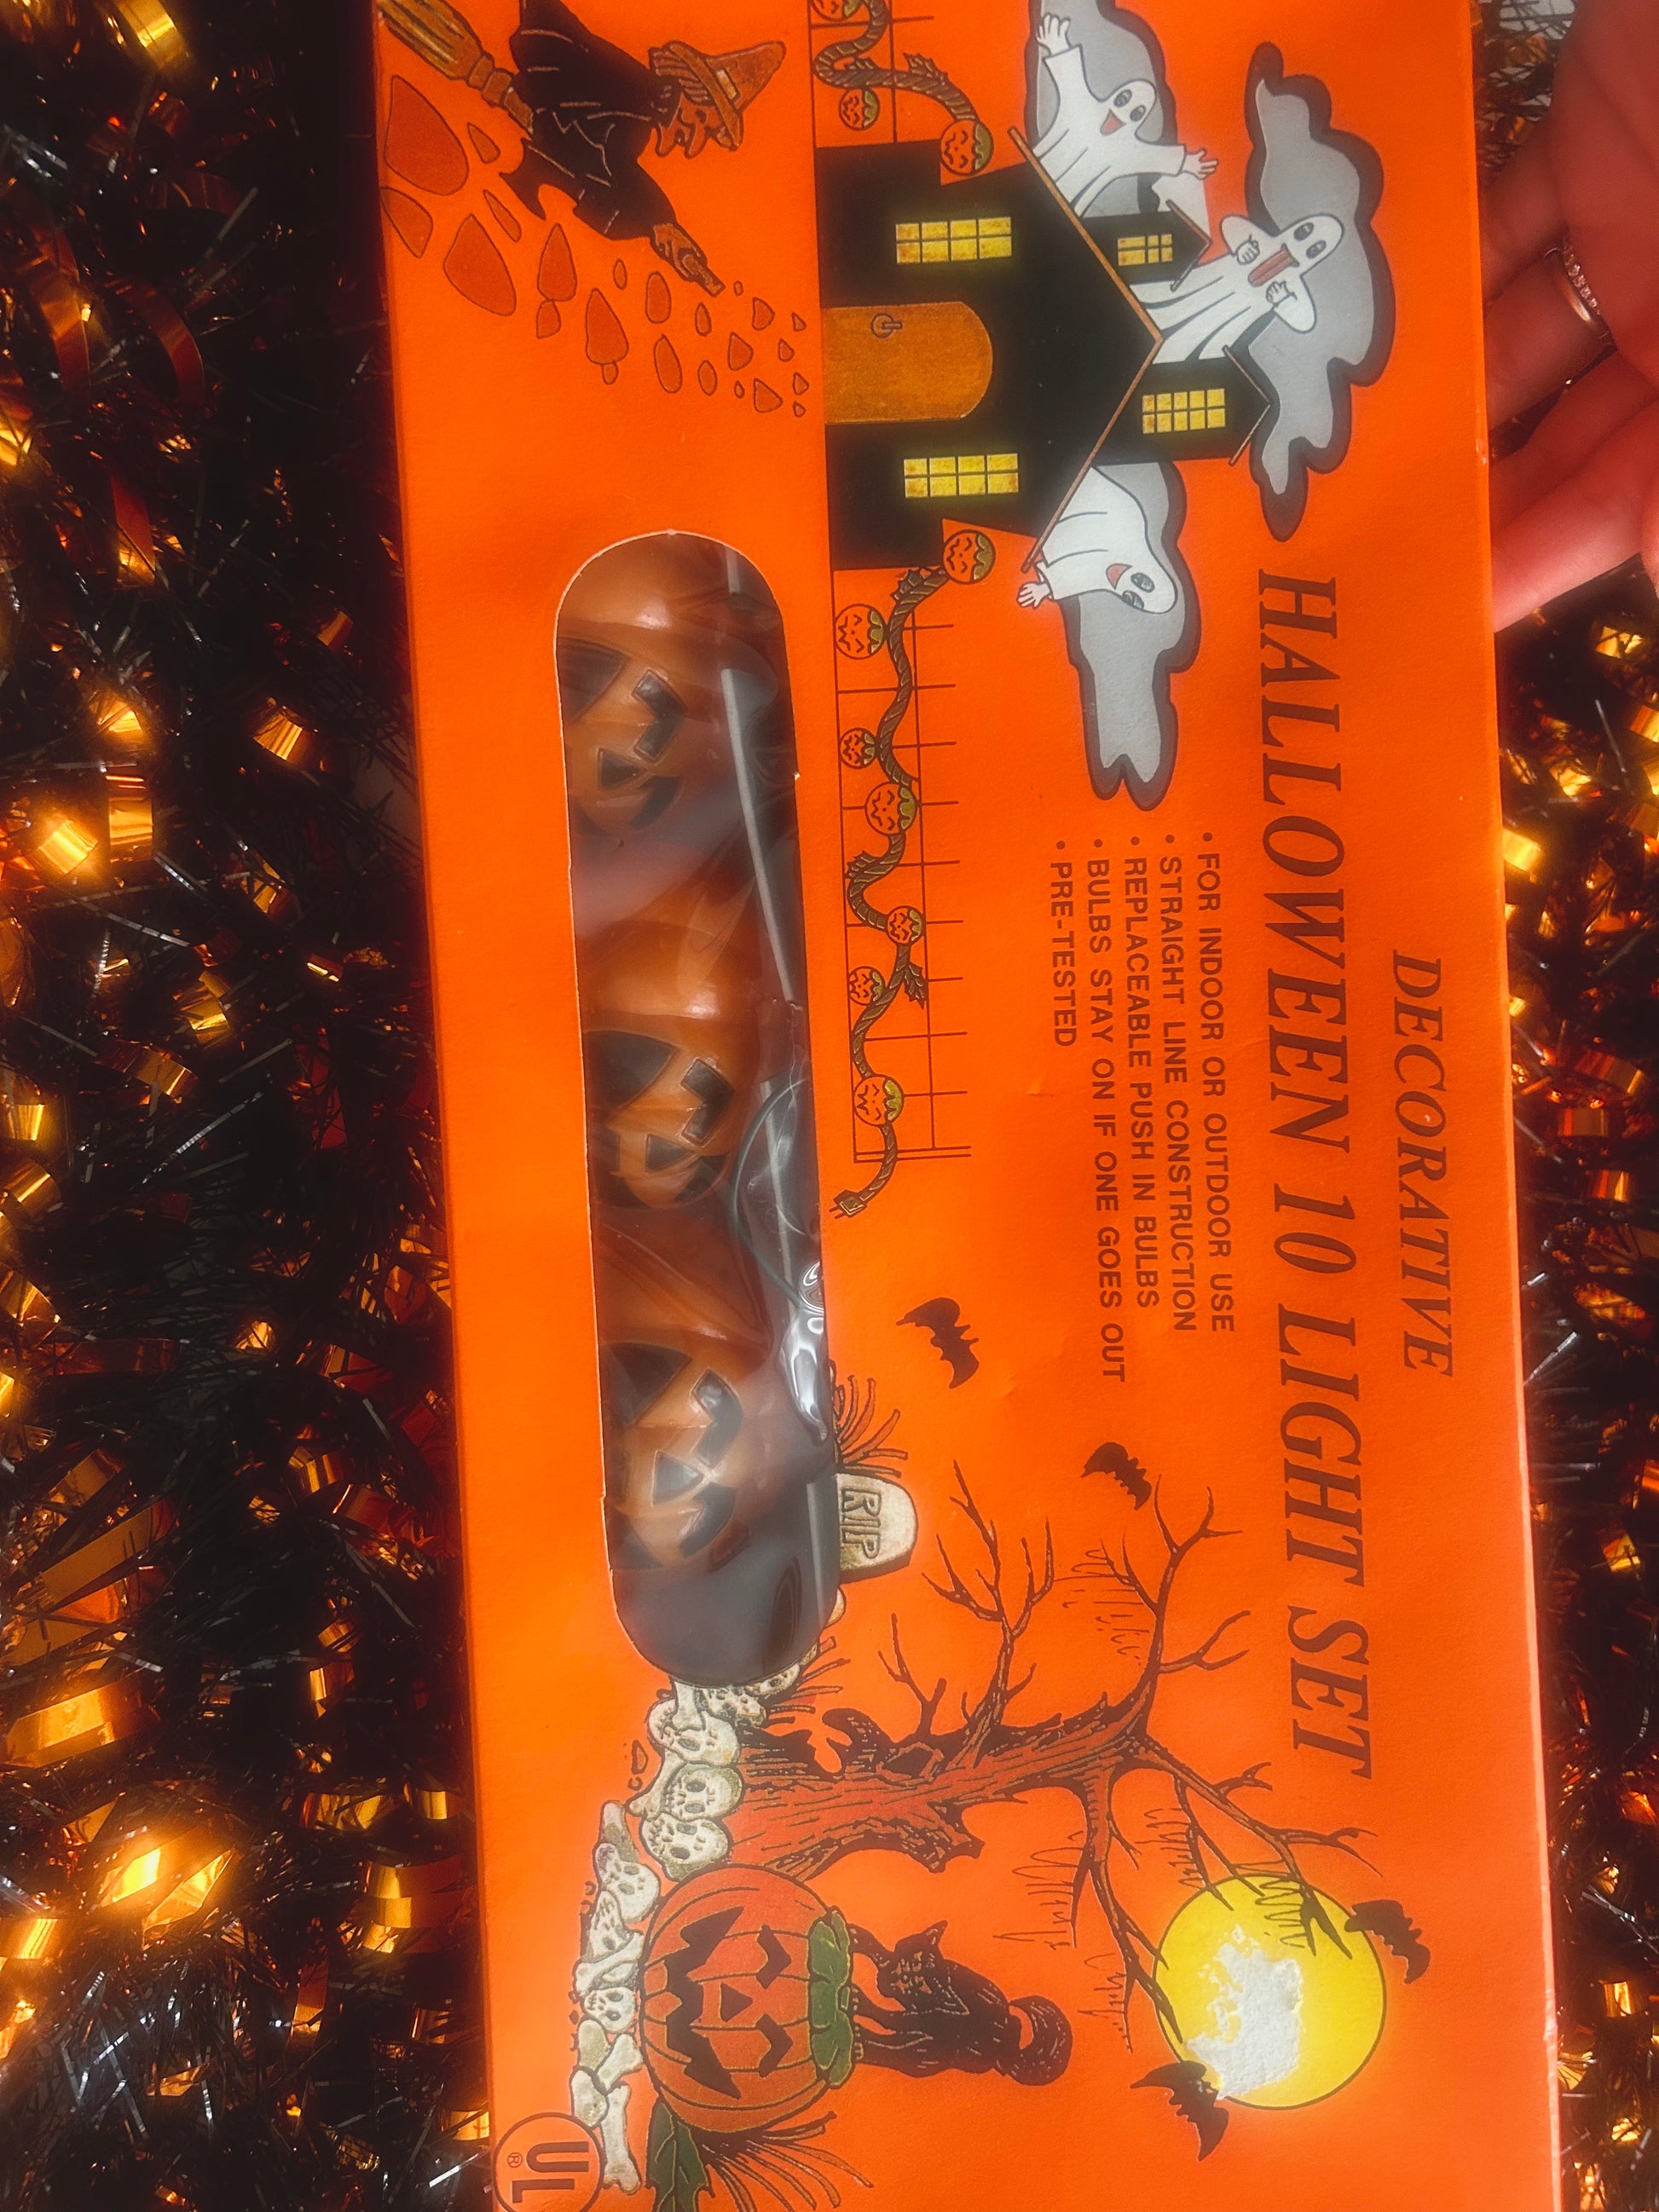 DECORATIVE
HALLOWEEN 10 LIGHT SET
• FOR INDOOR OR OUTDOOR USE
• STRAIGHT LINE CONSTRUCTION
• REPLACEABLE PUSH IN BULBS
• BULBS STAY ON IF ONE GOES OUT
• PRE-TESTED
RIP
UL®